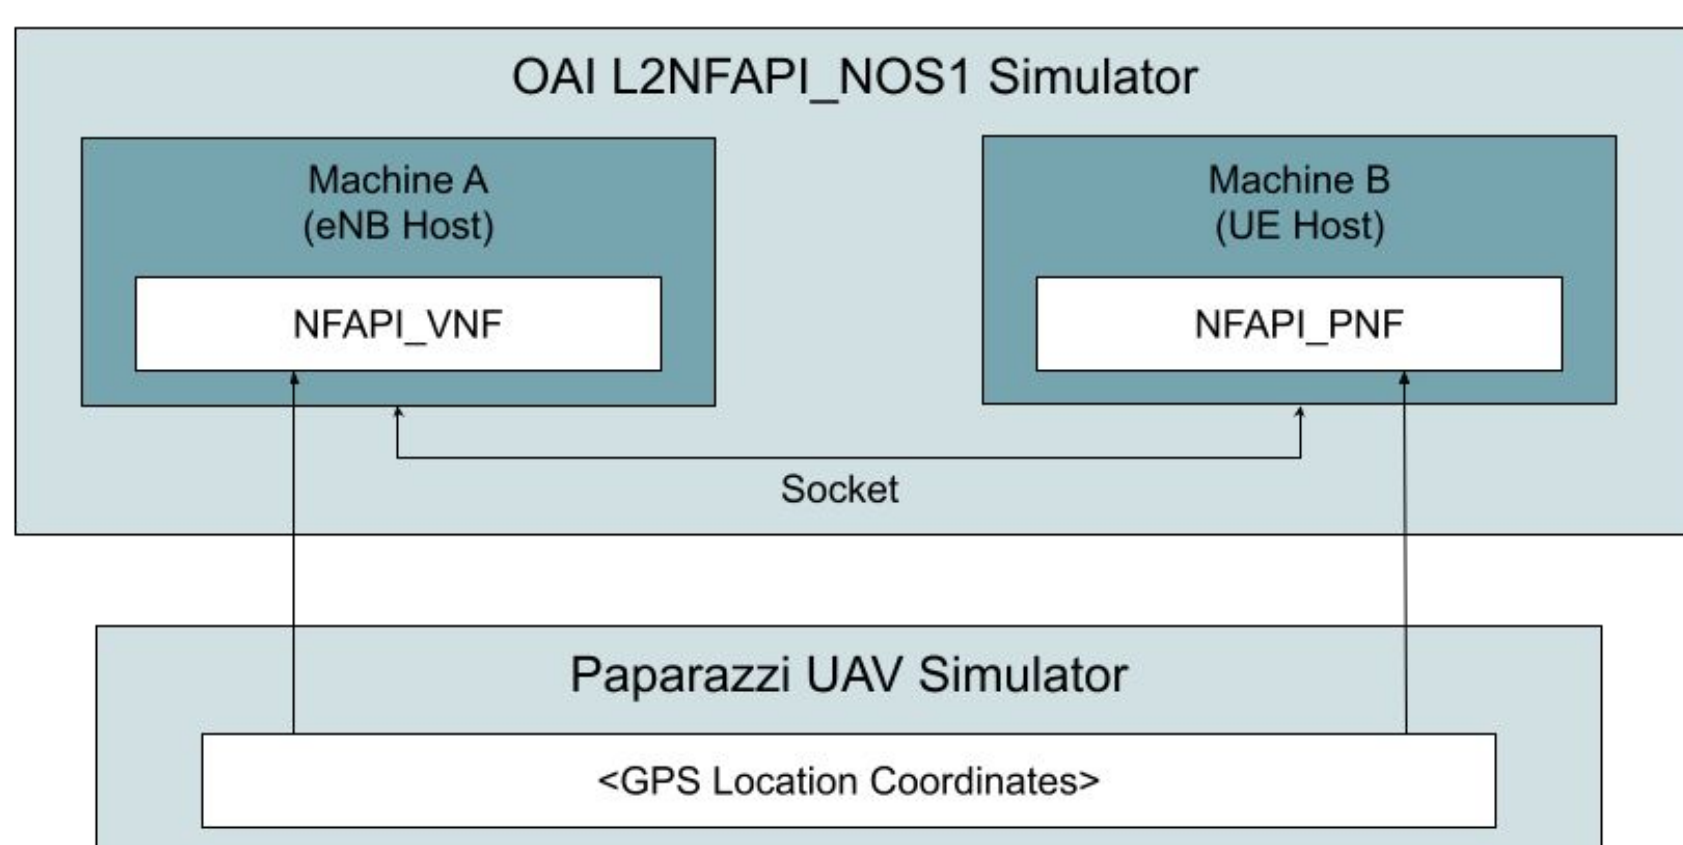 OAI L2NFAPI_NOS1 Simulator
Machine A
(eNB Host)
NFAPI_VNF
Machine B
(UE Host)
NFAPI_PNF
Socket
Paparazzi UAV Simulator
<GPS Location Coordinates>